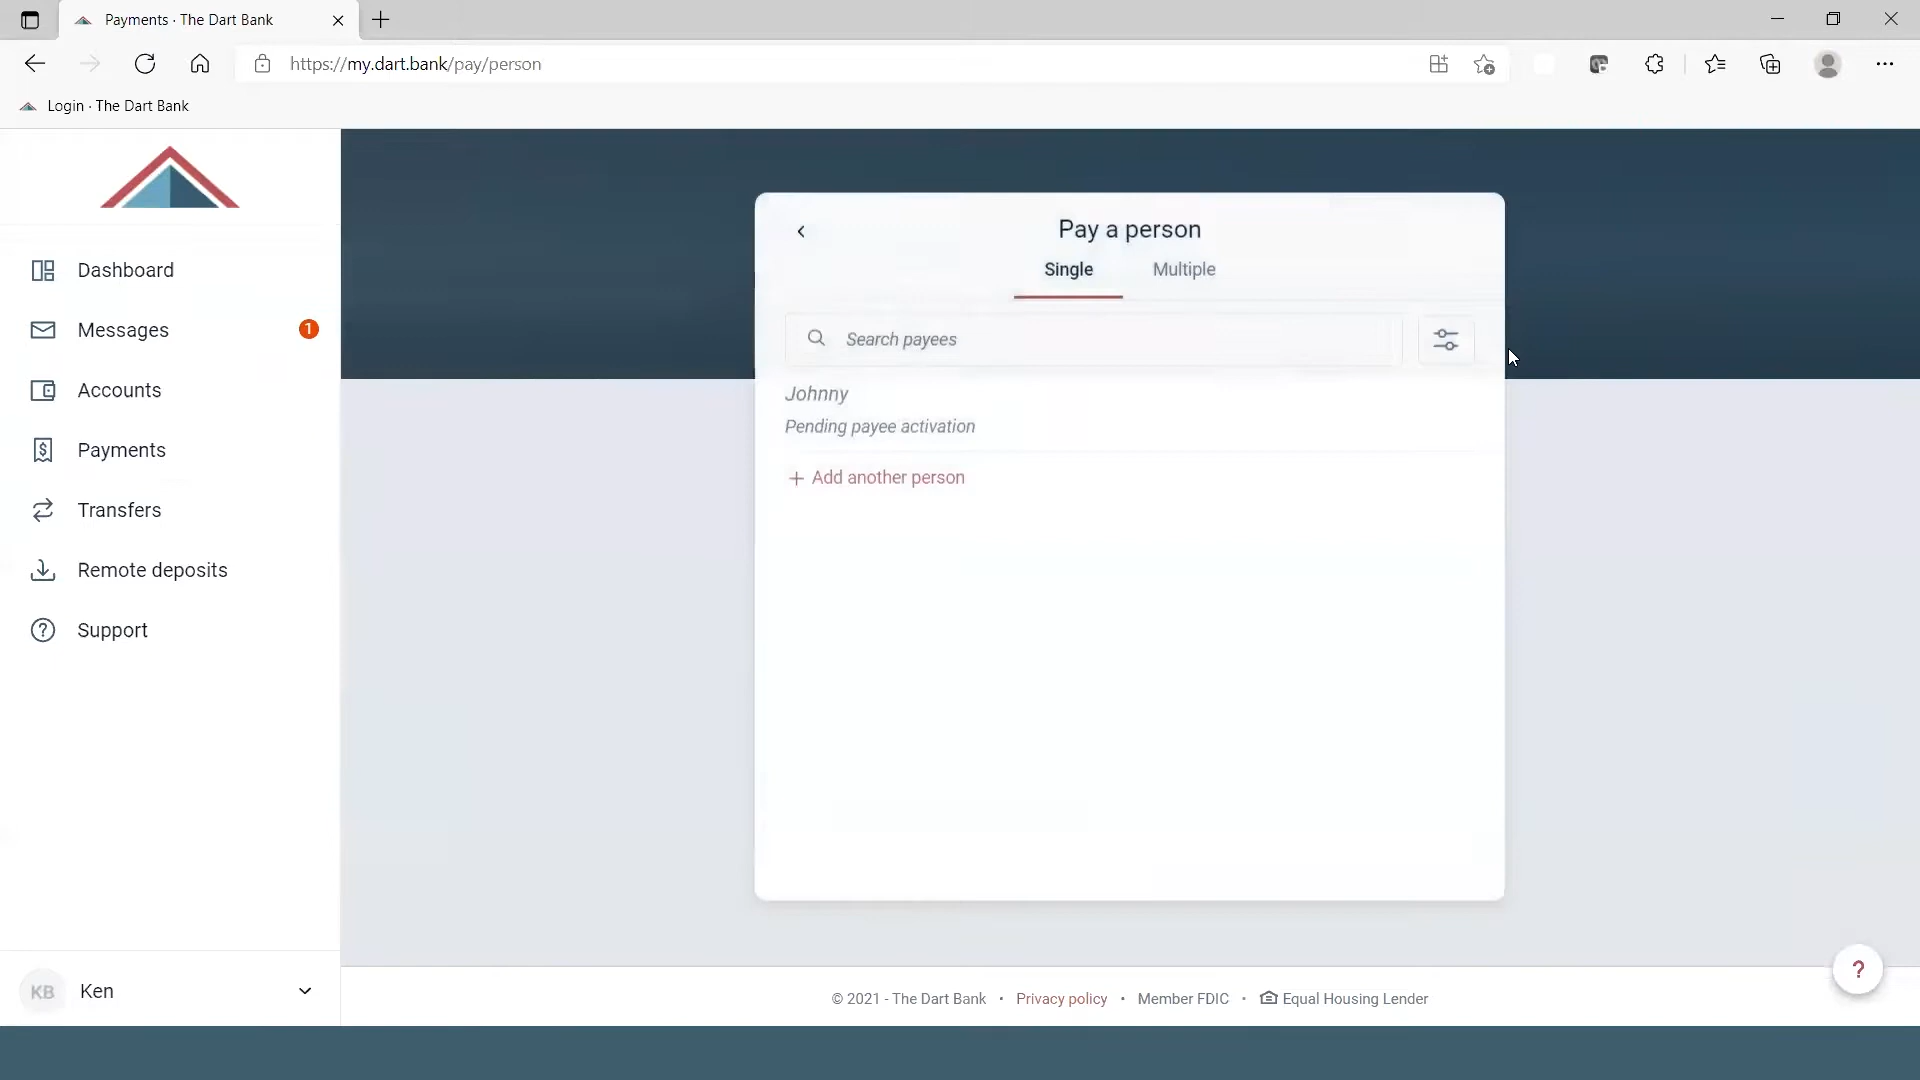 Payments · The Dart Bank
https://my.dart.bank/pay/person
Login · The Dart Bank
Dashboard
Messages 1
Accounts
Payments
Transfers
Remote deposits
Support
KB Ken
Pay a person
Single Multiple
Search payees
Johnny
Pending payee activation
+ Add another person
?
© 2021 - The Dart Bank • Privacy policy • Member FDIC • Equal Housing Lender